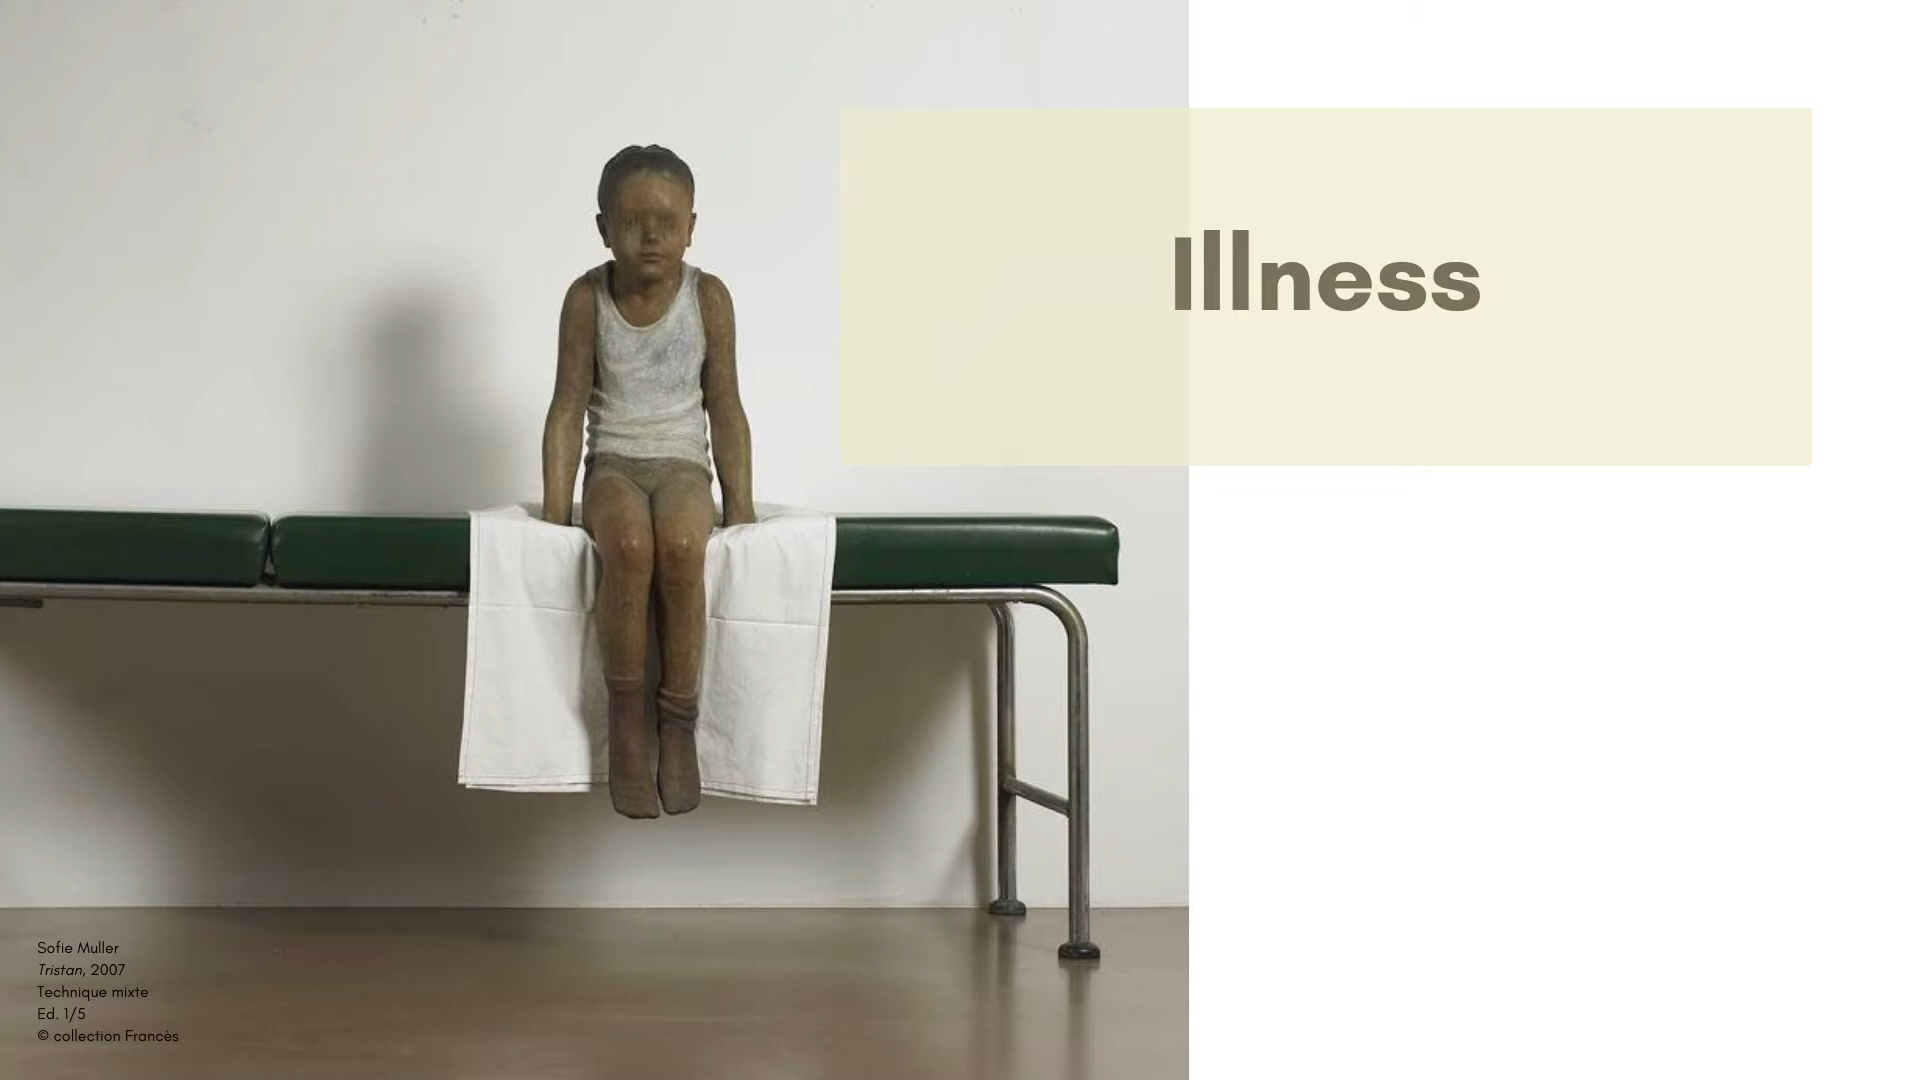 Illness
Sofie Muller
Tristan, 2007
Technique mixte
Ed. 1/5
© collection Francès